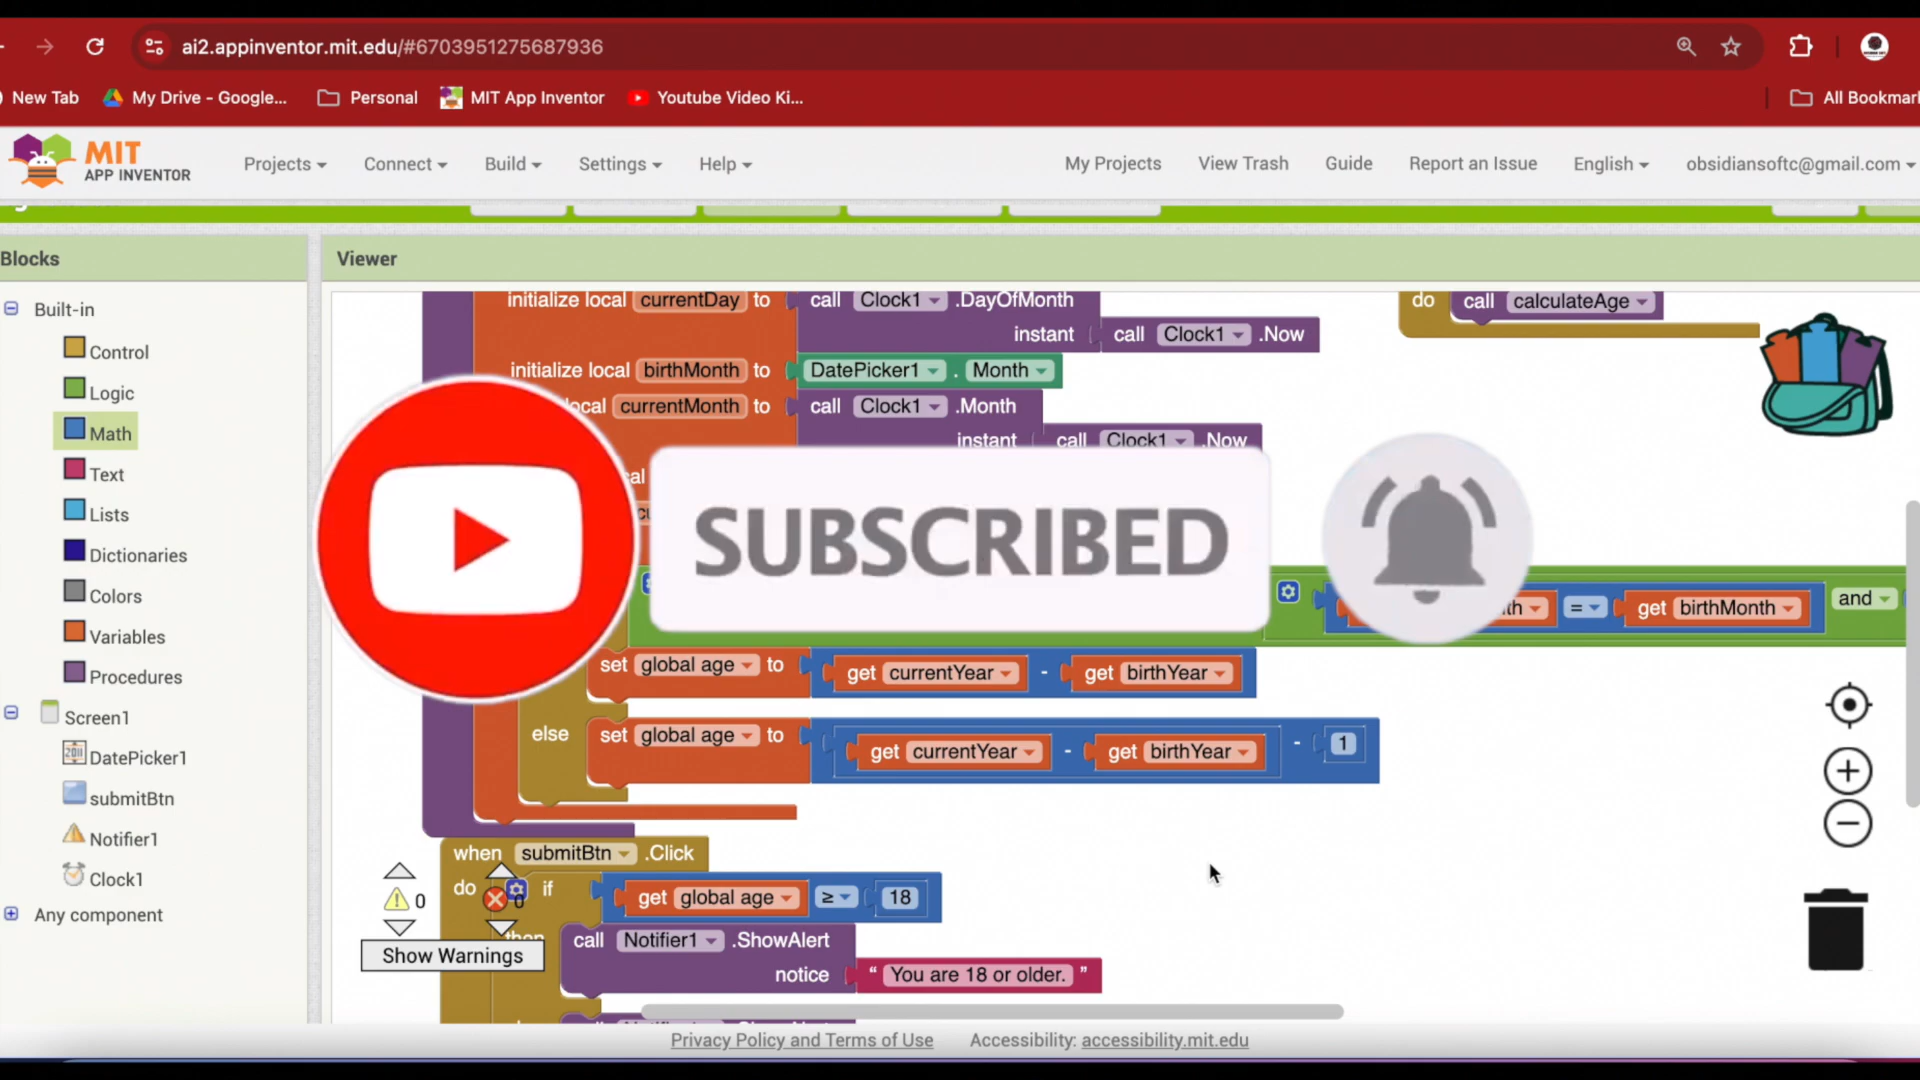 ai2.appinventor.mit.edu/#6703951275687936
New Tab
My Drive - Google...
Personal
MIT App Inventor
Youtube Video Ki...
All Bookmar
MIT
APP INVENTOR
Projects
Connect
Build
Settings
Help
My Projects
View Trash
Guide
Report an Issue
English
obsidiansoftc@gmail.com
Blocks
Viewer
Built-in
Control
Logic
Math
Text
Lists
Dictionaries
Colors
Variables
Procedures
Screen1
DatePicker1
submitBtn
Notifier1
Clock1
Any component
initialize local currentDay to call Clock1 .DayOfMonth
instant call Clock1 .Now
do call calculateAge
initialize local birthMonth to DatePicker1 . Month
local currentMonth to call Clock1 .Month
instant call Clock1 .Now
SUBSCRIBED
= get birthMonth and
set global age to get currentYear - get birthYear
else set global age to get currentYear - get birthYear - 1
when submitBtn .Click
do if get global age ≥ 18
then call Notifier1 .ShowAlert
notice " You are 18 or older. "
0
0
Show Warnings
Privacy Policy and Terms of Use
Accessibility: accessibility.mit.edu